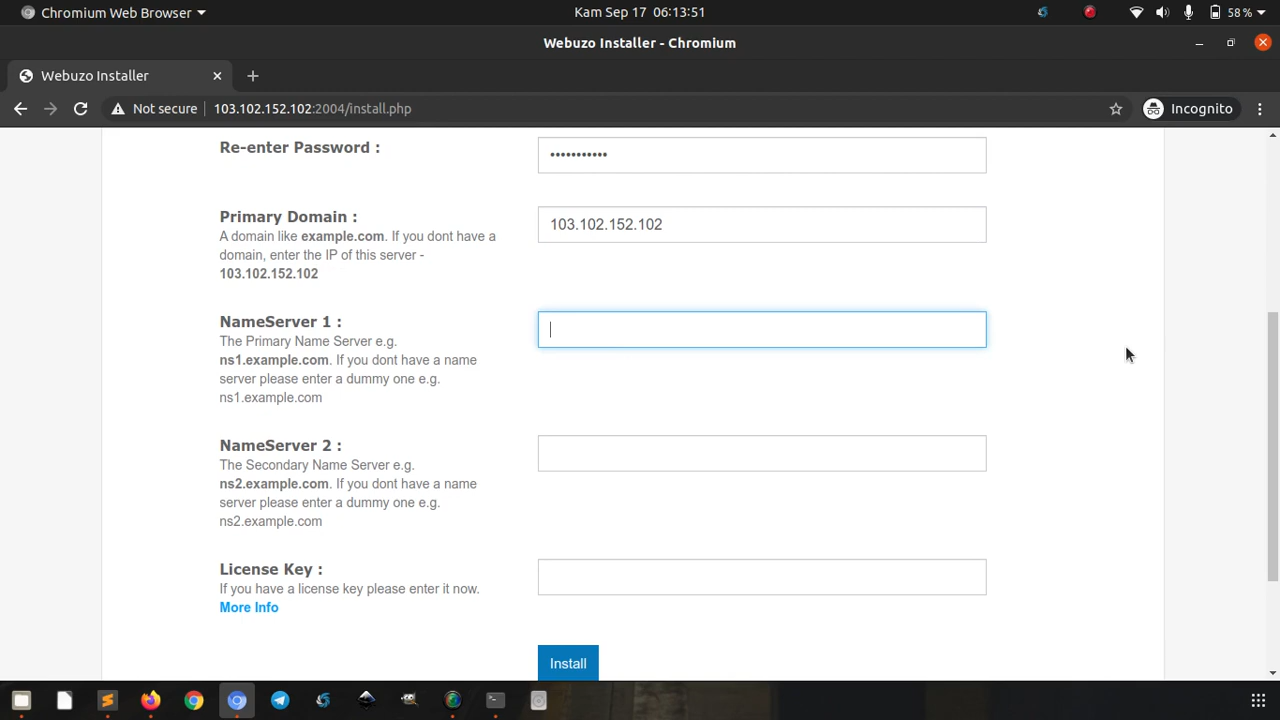 Chromium Web Browser
Kam Sep 17 06:13:51
58 %
Webuzo Installer - Chromium
Webuzo Installer
Not secure
103.102.152.102:2004/install.php
Incognito
Re-enter Password :
•••••••••••
Primary Domain :
A domain like example.com. If you dont have a
domain, enter the IP of this server -
103.102.152.102
103.102.152.102
NameServer 1 :
The Primary Name Server e.g.
ns1.example.com. If you dont have a name
server please enter a dummy one e.g.
ns1.example.com
NameServer 2 :
The Secondary Name Server e.g.
ns2.example.com. If you dont have a name
server please enter a dummy one e.g.
ns2.example.com
License Key :
If you have a license key please enter it now.
More Info
Install